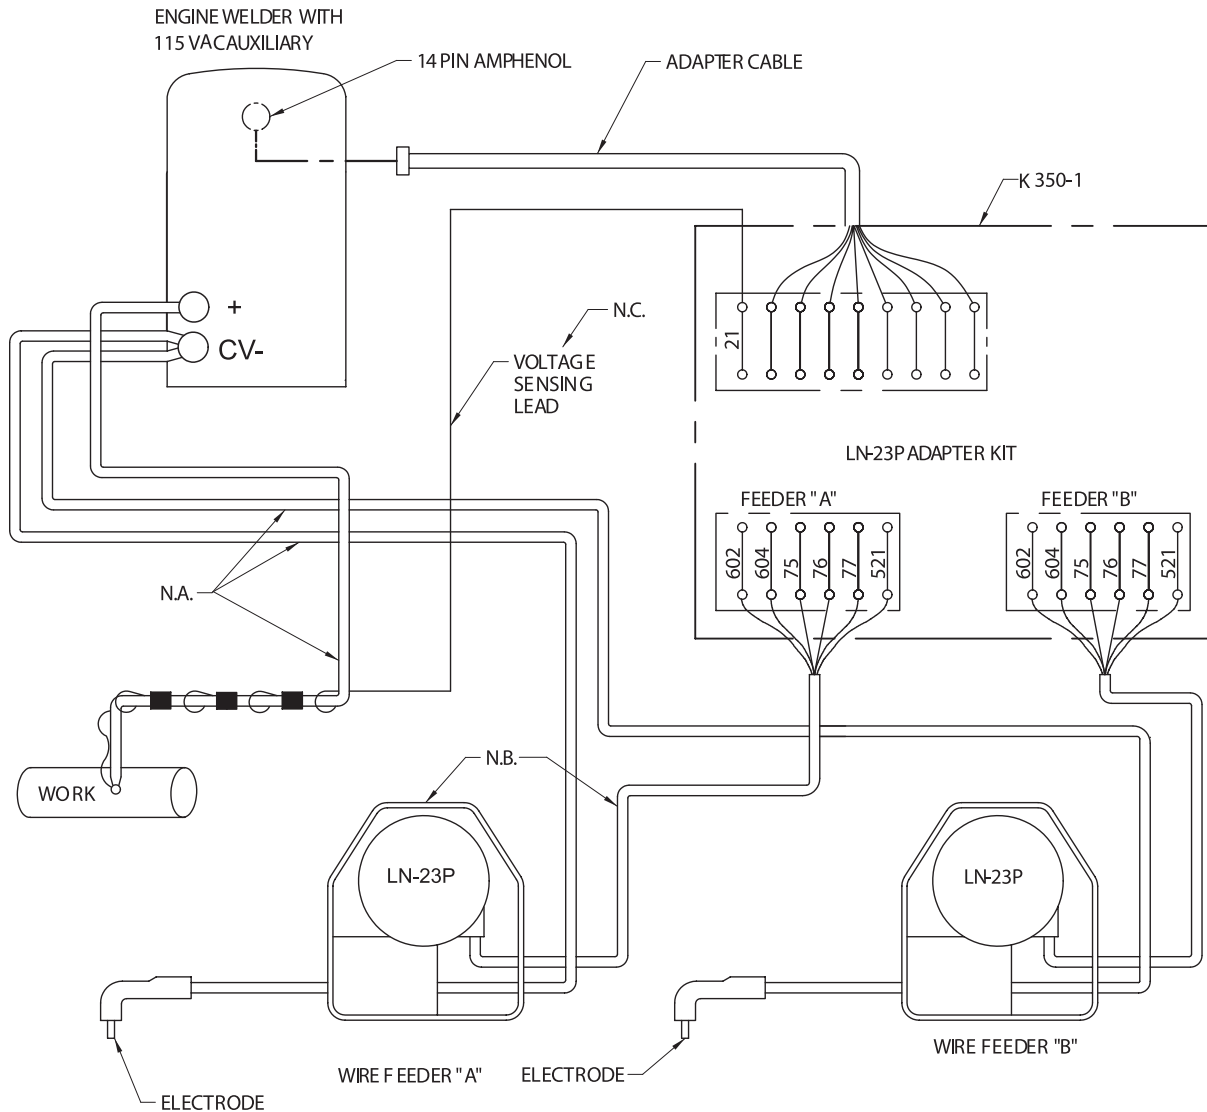 ENGINE WELDER WITH
115 VAC AUXILIARY
14 PIN AMPHENOL
ADAPTER CABLE
K 350-1
+
CV-
N.C.
VOLTAGE
SENSING
LEAD
21
LN-23P ADAPTER KIT
FEEDER "A"
FEEDER "B"
602
604
75
76
77
521
602
604
75
76
77
521
N.A.
N.B.
WORK
LN-23P
LN-23P
WIRE FEEDER "A"
WIRE FEEDER "B"
ELECTRODE
ELECTRODE